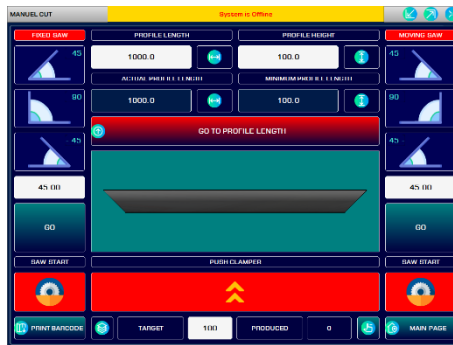 MANUEL CUT
System is Offline
FIXED SAW
PROFILE LENGTH
PROFILE HEIGHT
MOVING SAW
45
1000.0
100.0
45
ACTUAL PROFILE LENGTH
MINIMUM PROFILE LENGTH
90
1000.0
100.0
90
GO TO PROFILE LENGTH
45
45
45.00
45.00
GO
GO
SAW START
PUSH CLAMPER
SAW START
PRINT BARCODE
TARGET
100
PRODUCED
0
MAIN PAGE